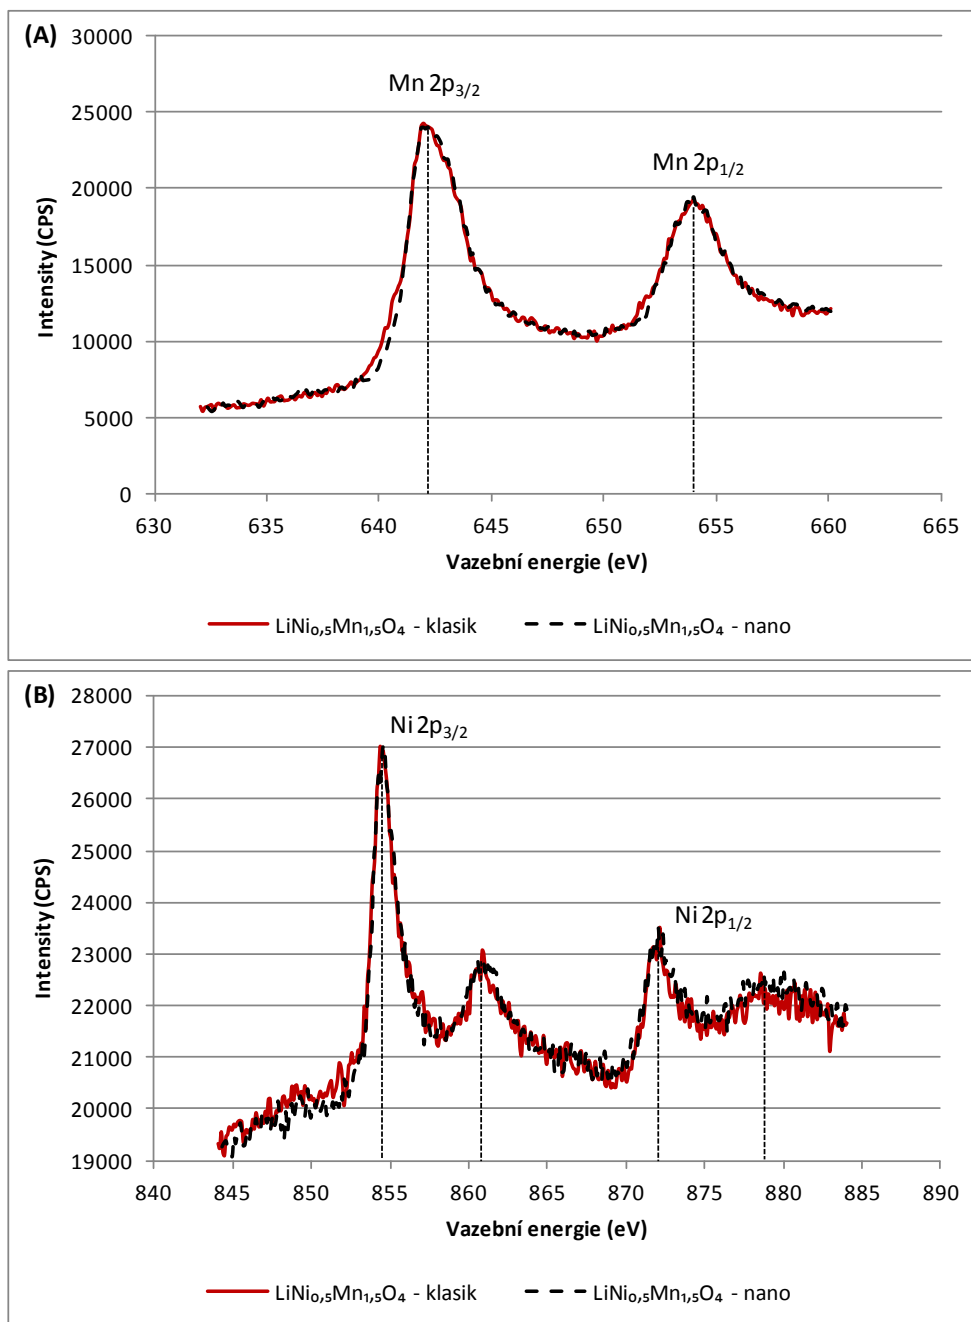 (A)
30000
25000
20000
15000
10000
5000
0
Intensity (CPS)
Mn 2p₃/₂
Mn 2p₁/₂
630 635 640 645 650 655 660 665
Vazební energie (eV)
LiNi₀,₅Mn₁,₅O₄ - klasik LiNi₀,₅Mn₁,₅O₄ - nano
(B)
28000
27000
26000
25000
24000
23000
22000
21000
20000
19000
Intensity (CPS)
Ni 2p₃/₂
Ni 2p₁/₂
840 845 850 855 860 865 870 875 880 885 890
Vazební energie (eV)
LiNi₀,₅Mn₁,₅O₄ - klasik LiNi₀,₅Mn₁,₅O₄ - nano